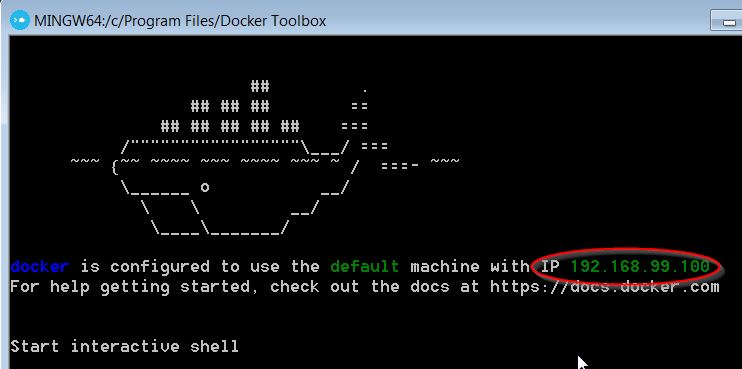 MINGW64:/c/Program Files/Docker Toolbox
                        ##         .
                  ## ## ##        ==
               ## ## ## ## ##    ===
           /"""""""""""""""""\___/ ===
      ~~~ {~~ ~~~~ ~~~ ~~~~ ~~~ ~ /  ===- ~~~
           \______ o           __/
             \    \         __/
              \____\_______/
docker is configured to use the default machine with IP 192.168.99.100
For help getting started, check out the docs at https://docs.docker.com
Start interactive shell